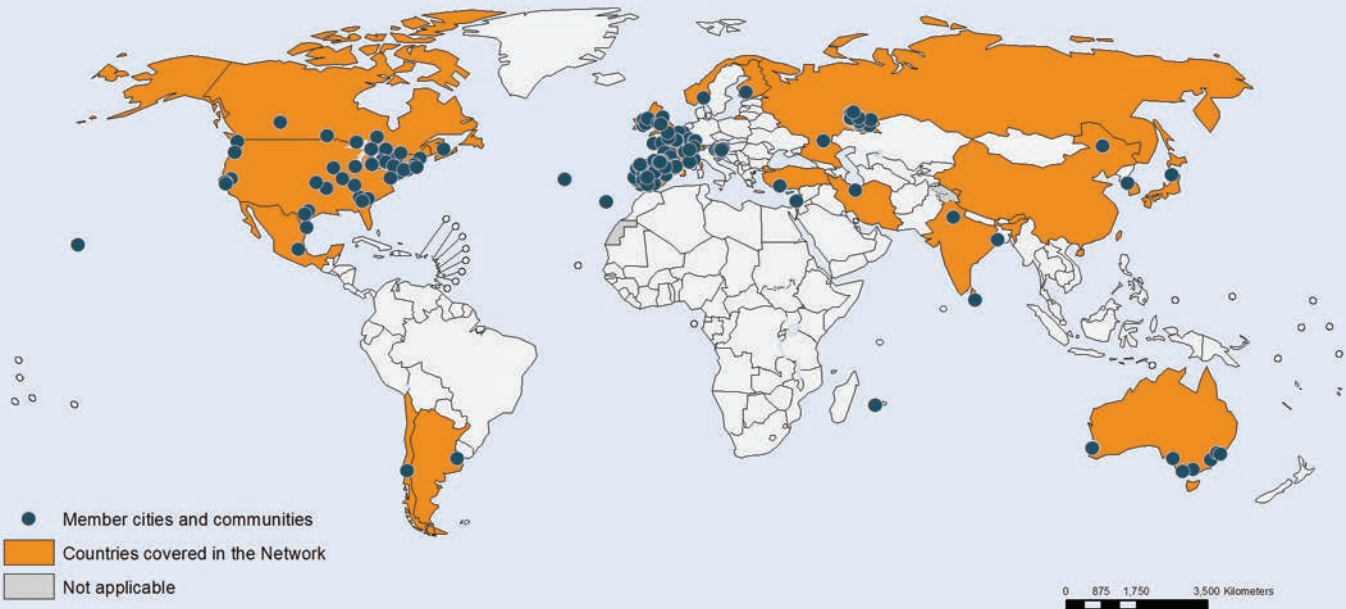 Member cities and communities
Countries covered in the Network
Not applicable
0 875 1,750 3,500 Kilometers